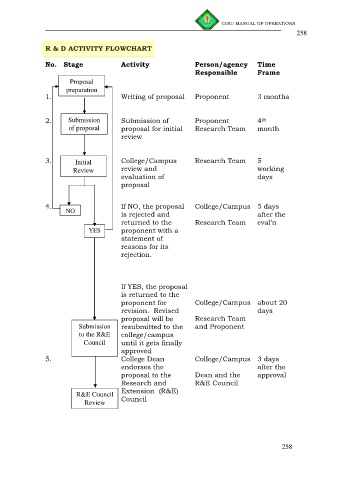 CvSU MANUAL OF OPERATIONS
258
R & D ACTIVITY FLOWCHART
No. Stage Activity Person/agency Responsible Time Frame
Proposal preparation
1. Writing of proposal Proponent 3 months
2. Submission of proposal
Submission of proposal for initial review
Proponent
Research Team
4th month
3. Initial Review
College/Campus review and evaluation of proposal
Research Team
5 working days
4. NO
YES
If NO, the proposal is rejected and returned to the proponent with a statement of reasons for its rejection.
College/Campus
Research Team
5 days after the eval'n
If YES, the proposal is returned to the proponent for revision. Revised proposal will be resubmitted to the college/campus until it gets finally approved
College/Campus
Research Team and Proponent
about 20 days
Submission to the R&E Council
5. College Dean endorses the proposal to the Research and Extension (R&E) Council.
College/Campus
Dean and the R&E Council
3 days after the approval
R&E Council Review
258